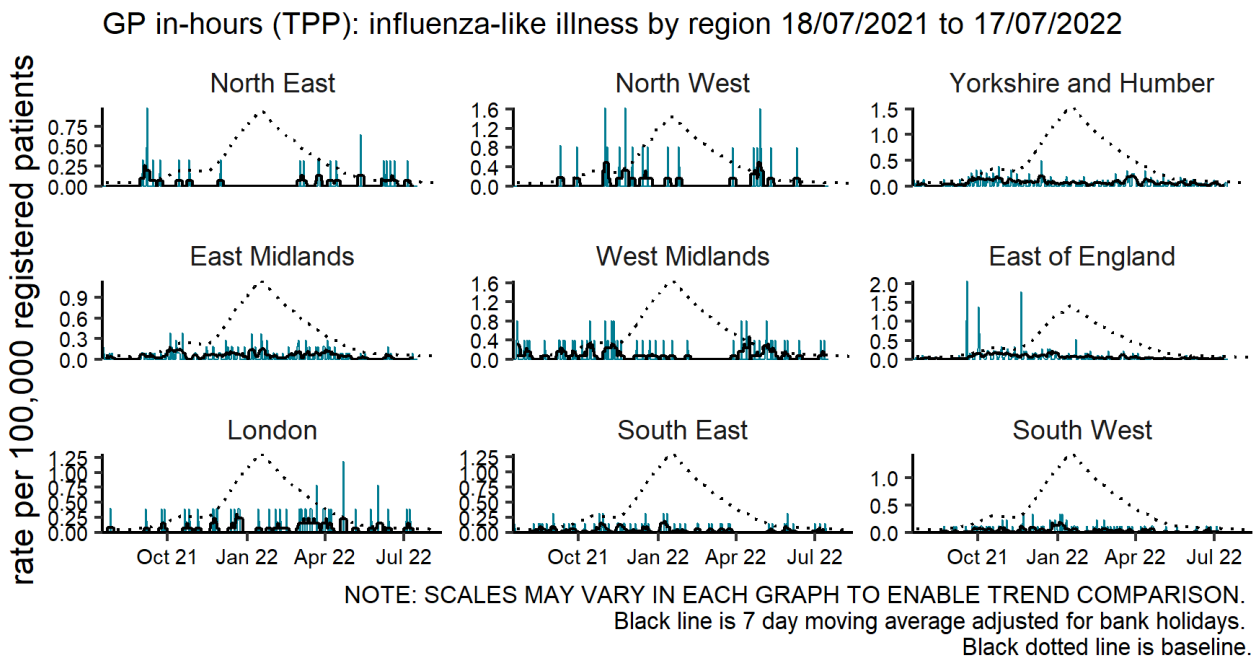 GP in-hours (TPP): influenza-like illness by region 18/07/2021 to 17/07/2022
rate per 100,000 registered patients
North East
0.75
0.50
0.25
0.00
North West
1.6
1.2
0.8
0.4
0.0
Yorkshire and Humber
1.5
1.0
0.5
0.0
East Midlands
0.9
0.6
0.3
0.0
West Midlands
1.6
1.2
0.8
0.4
0.0
East of England
2.0
1.5
1.0
0.5
0.0
London
1.25
1.00
0.75
0.50
0.25
0.00
Oct 21 Jan 22 Apr 22 Jul 22
South East
1.25
1.00
0.75
0.50
0.25
0.00
Oct 21 Jan 22 Apr 22 Jul 22
South West
1.0
0.5
0.0
Oct 21 Jan 22 Apr 22 Jul 22
NOTE: SCALES MAY VARY IN EACH GRAPH TO ENABLE TREND COMPARISON.
Black line is 7 day moving average adjusted for bank holidays.
Black dotted line is baseline.